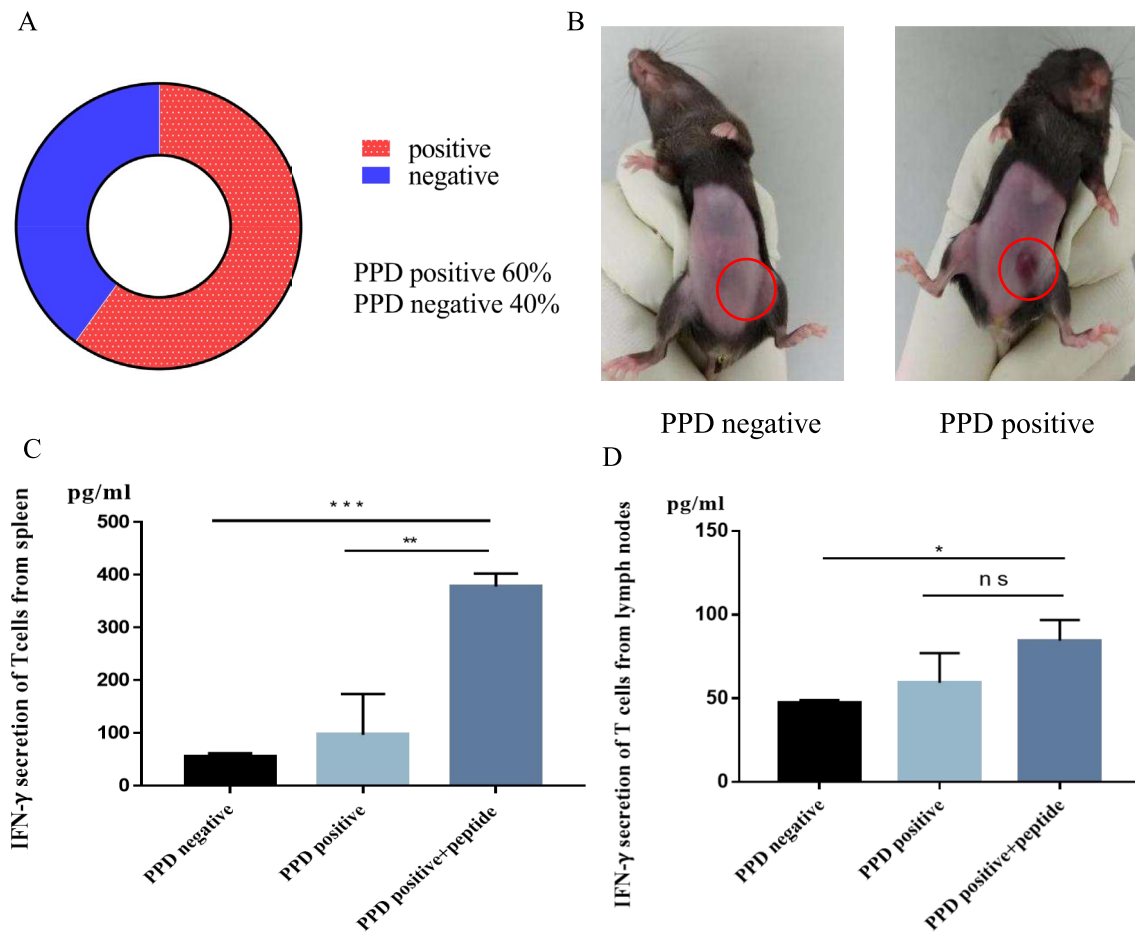 A
positive
negative
PPD positive 60%
PPD negative 40%
B
PPD negative
PPD positive
C
pg/ml
IFN-γ secretion of Tcells from spleen
500
400
300
200
100
0
* * *
**
PPD negative
PPD positive
PPD positive+peptide
D
pg/ml
IFN-γ secretion of T cells from lymph nodes
150
100
50
0
*
n s
PPD negative
PPD positive
PPD positive+peptide